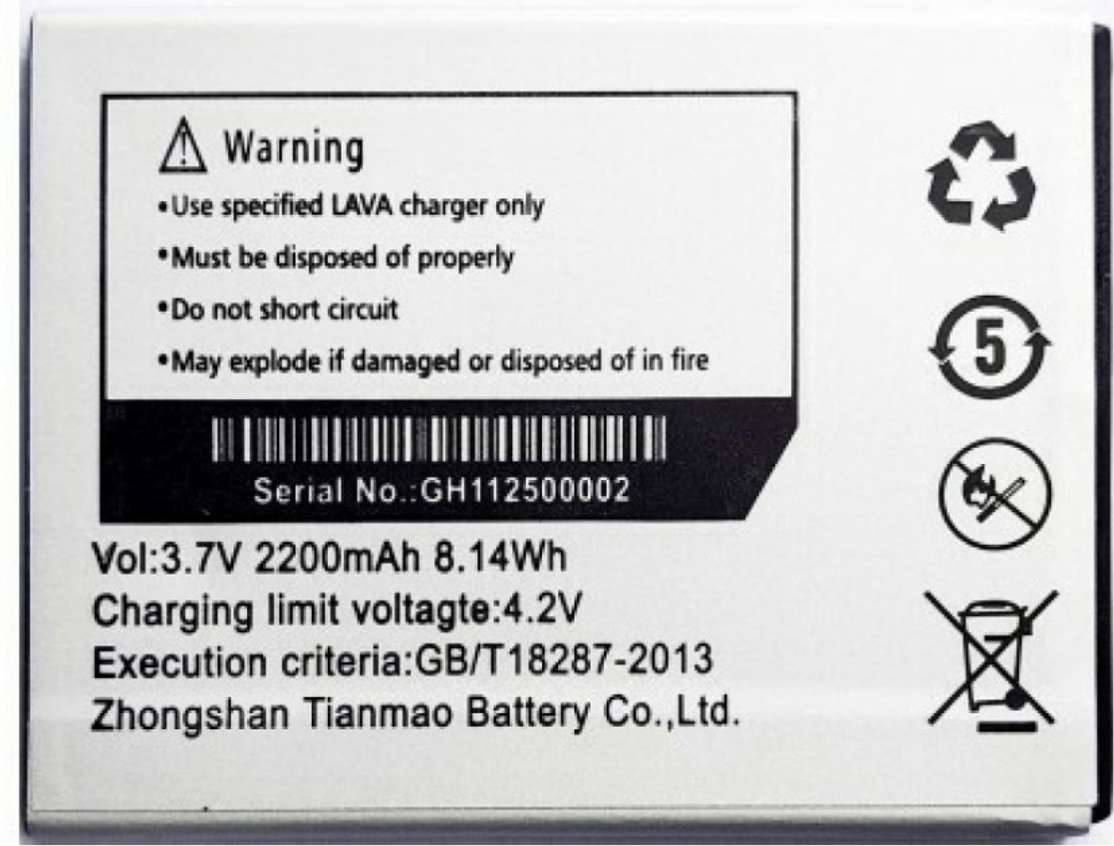 Warning
•Use specified LAVA charger only
•Must be disposed of properly
•Do not short circuit
•May explode if damaged or disposed of in fire
Serial No.:GH112500002
Vol:3.7V 2200mAh 8.14Wh
Charging limit voltagte:4.2V
Execution criteria:GB/T18287-2013
Zhongshan Tianmao Battery Co.,Ltd.
5